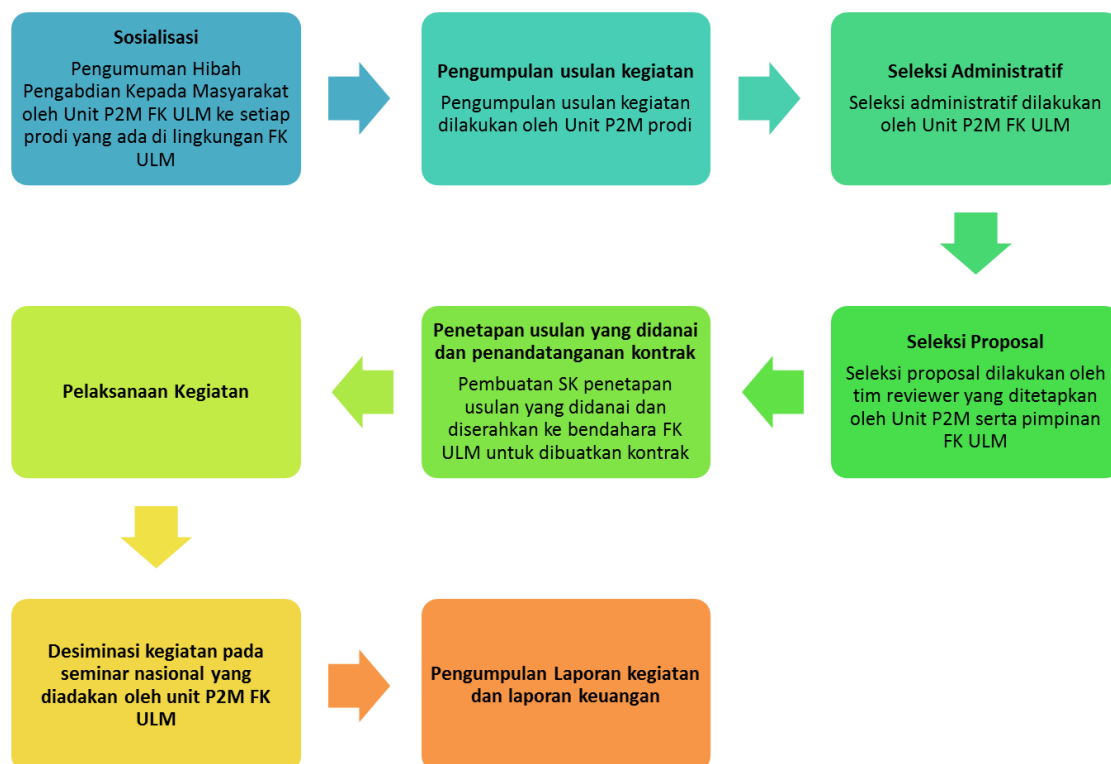 Sosialisasi
Pengumuman Hibah
Pengabdian Kepada Masyarakat
oleh Unit P2M FK ULM ke setiap
prodi yang ada di lingkungan FK
ULM
Pengumpulan usulan kegiatan
Pengumpulan usulan kegiatan
dilakukan oleh Unit P2M prodi
Seleksi Administratif
Seleksi administratif dilakukan
oleh Unit P2M FK ULM
Seleksi Proposal
Seleksi proposal dilakukan oleh
tim reviewer yang ditetapkan
oleh Unit P2M serta pimpinan
FK ULM
Penetapan usulan yang didanai
dan penandatanganan kontrak
Pembuatan SK penetapan
usulan yang didanai dan
diserahkan ke bendahara FK
ULM untuk dibuatkan kontrak
Pelaksanaan Kegiatan
Desiminasi kegiatan pada
seminar nasional yang
diadakan oleh unit P2M FK
ULM
Pengumpulan Laporan kegiatan
dan laporan keuangan